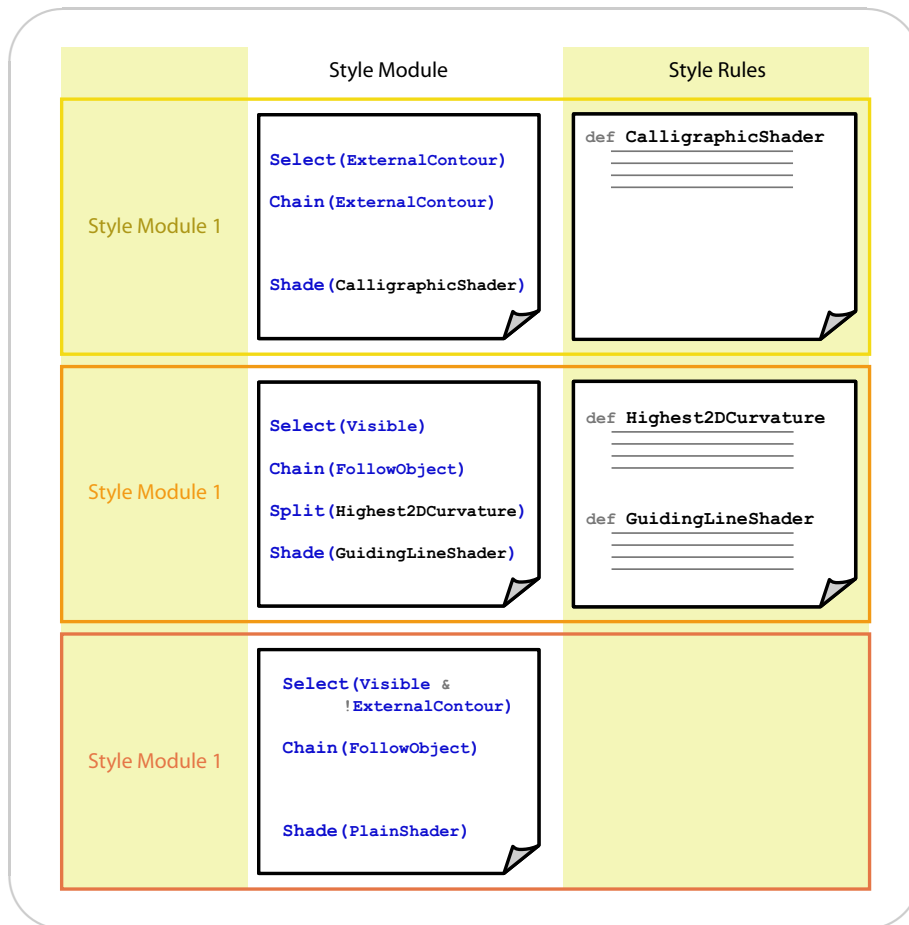 Style Module Style Rules
Style Module 1
Select(ExternalContour)
Chain(ExternalContour)
Shade(CalligraphicShader)
def CalligraphicShader
Style Module 1
Select(Visible)
Chain(FollowObject)
Split(Highest2DCurvature)
Shade(GuidingLineShader)
def Highest2DCurvature
def GuidingLineShader
Style Module 1
Select(Visible &
!ExternalContour)
Chain(FollowObject)
Shade(PlainShader)